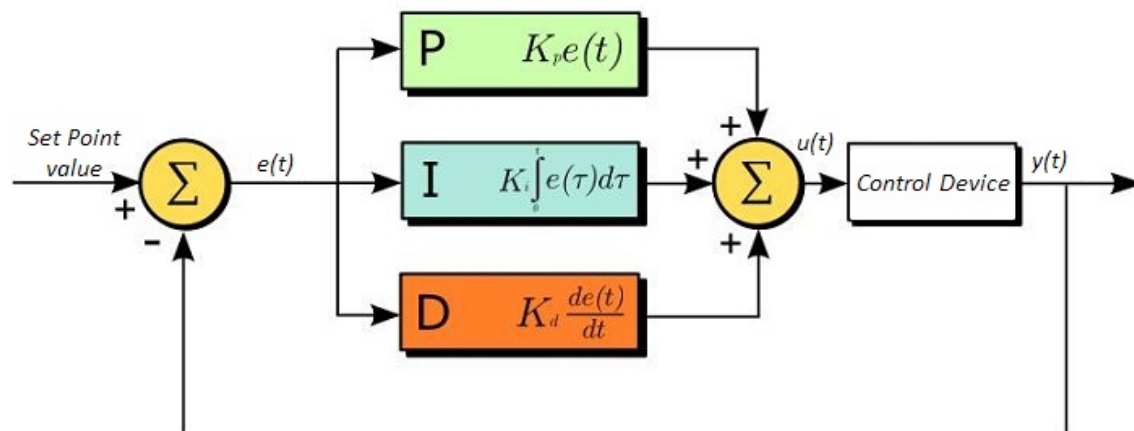 Set Point
value
+
-
Σ
e(t)
P K_p e(t)
I K_i ∫_0^τ e(τ)dτ
D K_d de(t)/dt
+
+
+
Σ
u(t)
Control Device
y(t)